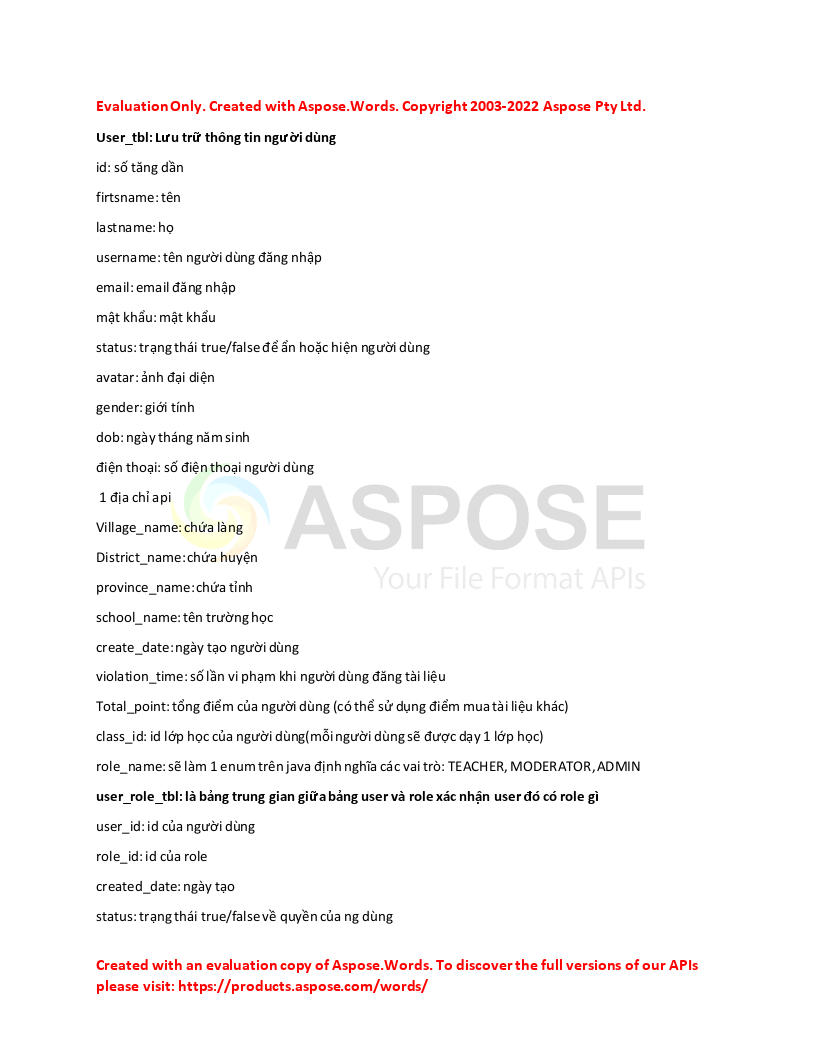 Evaluation Only. Created with Aspose.Words. Copyright 2003-2022 Aspose Pty Ltd.
User_tbl: Lưu trữ thông tin người dùng
id: số tăng dần
firtsname: tên
lastname: họ
username: tên người dùng đăng nhập
email: email đăng nhập
mật khẩu: mật khẩu
status: trạng thái true/false để ẩn hoặc hiện người dùng
avatar: ảnh đại diện
gender: giới tính
dob: ngày tháng năm sinh
điện thoại: số điện thoại người dùng
1 địa chỉ api
Village_name: chứa làng
District_name: chứa huyện
province_name: chứa tỉnh
school_name: tên trường học
create_date: ngày tạo người dùng
violation_time: số lần vi phạm khi người dùng đăng tài liệu
Total_point: tổng điểm của người dùng (có thể sử dụng điểm mua tài liệu khác)
class_id: id lớp học của người dùng(mỗi người dùng sẽ được dạy 1 lớp học)
role_name: sẽ làm 1 enum trên java định nghĩa các vai trò: TEACHER, MODERATOR, ADMIN
user_role_tbl: là bảng trung gian giữa bảng user và role xác nhận user đó có role gì
user_id: id của người dùng
role_id: id của role
created_date: ngày tạo
status: trạng thái true/false về quyền của ng dùng
Created with an evaluation copy of Aspose.Words. To discover the full versions of our APIs
please visit: https://products.aspose.com/words/
ASPOSE
Your File Format APIs